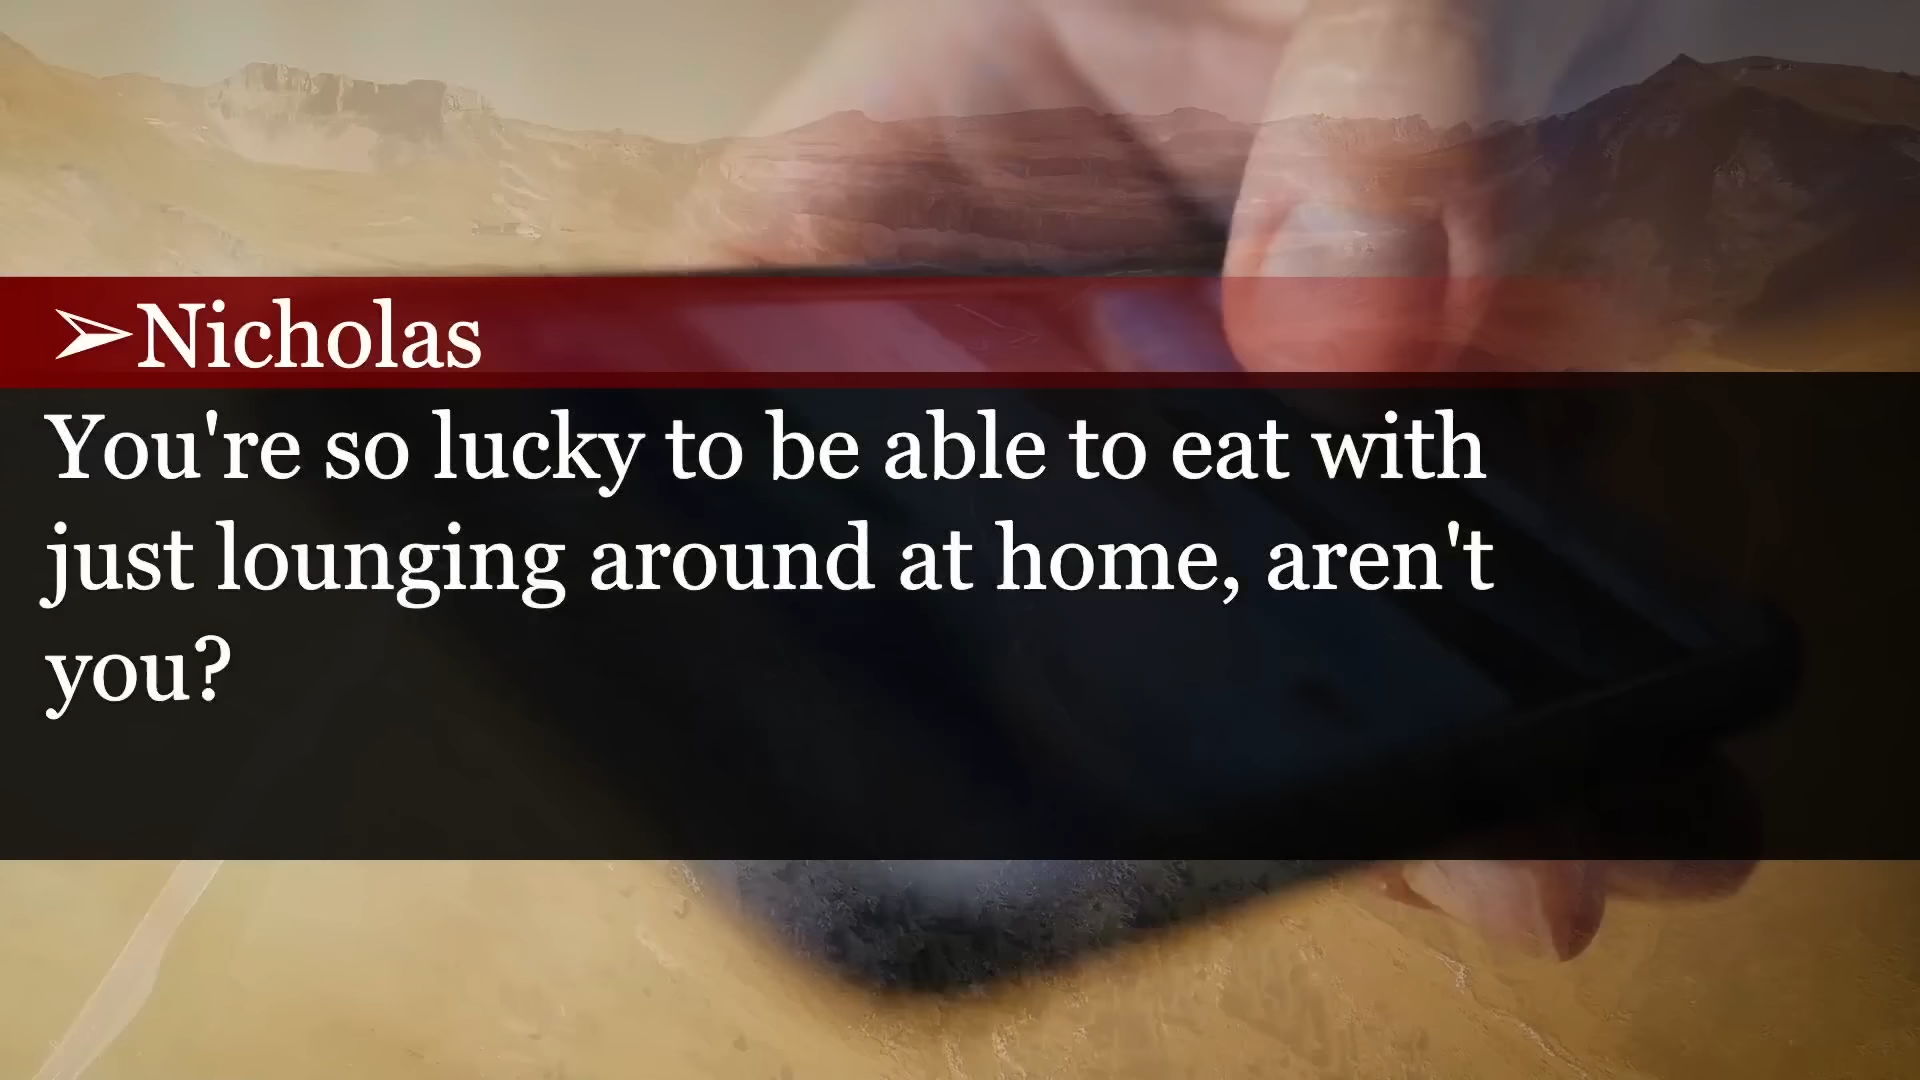 ➢Nicholas
You're so lucky to be able to eat with
just lounging around at home, aren't
you?